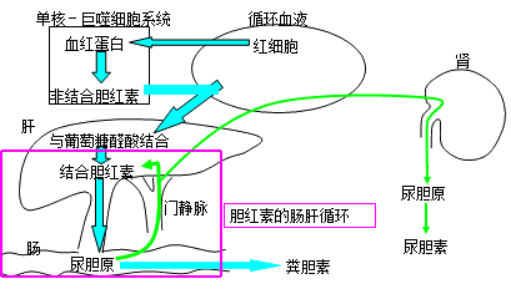 单核－巨噬细胞系统
循环血液
血红蛋白
红细胞
肾
非结合胆红素
肝
与葡萄糖醛酸结合
结合胆红素
尿胆原
门静脉
胆红素的肠肝循环
肠
尿胆素
尿胆原
粪胆素